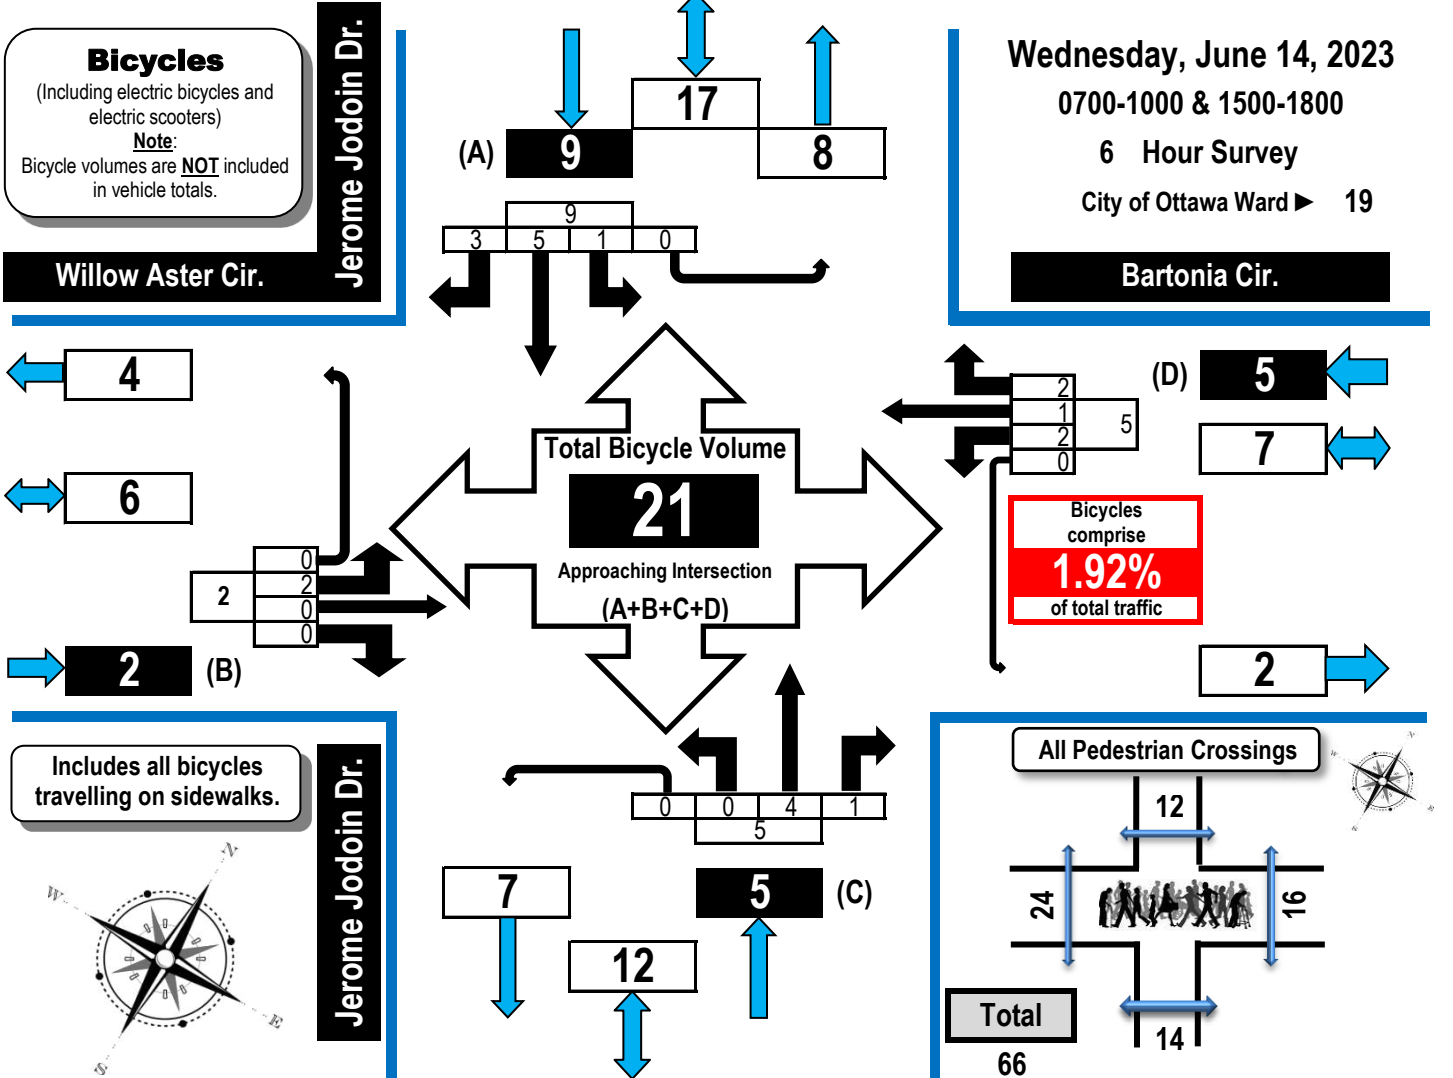 Bicycles
(Including electric bicycles and
electric scooters)
Note:
Bicycle volumes are NOT included
in vehicle totals.
Jerome Jodoin Dr.
Willow Aster Cir.
17
(A) 9
8
9
3 5 1 0
Wednesday, June 14, 2023
0700-1000 & 1500-1800
6 Hour Survey
City of Ottawa Ward ► 19
Bartonia Cir.
4
6
0
2
0
0
2
2 (B)
Total Bicycle Volume
21
Approaching Intersection
(A+B+C+D)
2
1
2
0
5
(D) 5
7
Bicycles
comprise
1.92%
of total traffic
2
Includes all bicycles
travelling on sidewalks.
Jerome Jodoin Dr.
N
W
E
S
0 0 4 1
5
7
5 (C)
12
All Pedestrian Crossings
N
W
E
S
12
24
16
14
Total
66